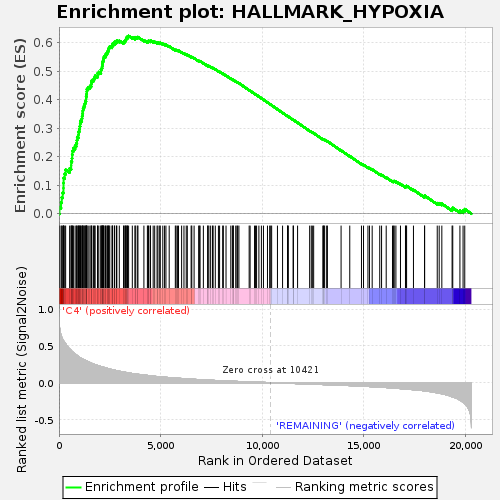 Enrichment plot: HALLMARK_HYPOXIA
Enrichment score (ES)
0.6
0.5
0.4
0.3
0.2
0.1
0.0
Ranked list metric (Signal2Noise)
1.0
0.5
0.0
-0.5
'C4' (positively correlated)
Zero cross at 10421
'REMAINING' (negatively correlated)
0
5,000
10,000
15,000
20,000
Rank in Ordered Dataset
Enrichment profile
Hits
Ranking metric scores